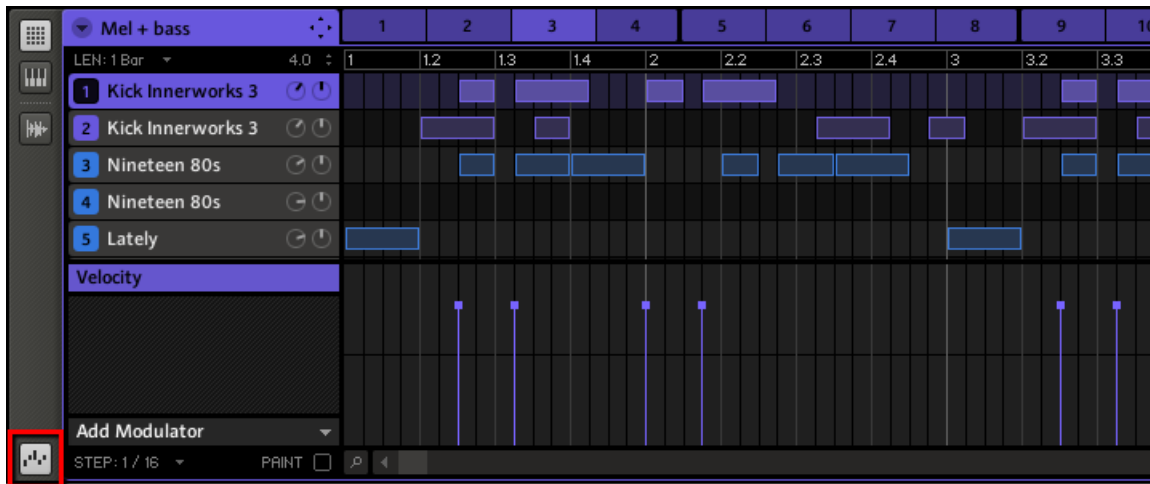 Mel + bass 1 2 3 4 5 6 7 8 9 10
LEN: 1 Bar 4.0 1 1.2 1.3 1.4 2 2.2 2.3 2.4 3 3.2 3.3
1 Kick Innerworks 3
2 Kick Innerworks 3
3 Nineteen 80s
4 Nineteen 80s
5 Lately
Velocity
Add Modulator
STEP: 1 / 16 PAINT